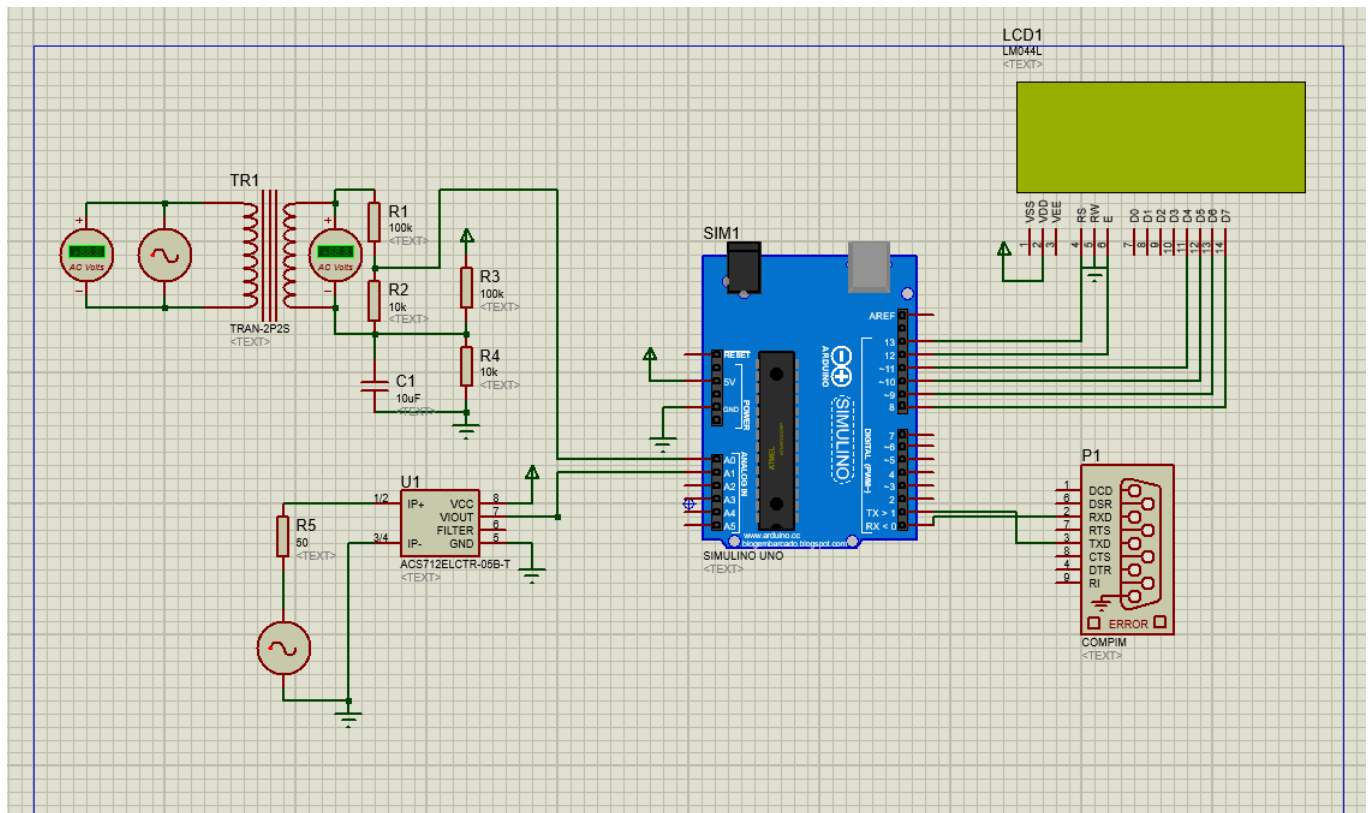 LCD1
LM044L
<TEXT>
VSS
VDD
VEE
RS
RW
E
D0
D1
D2
D3
D4
D5
D6
D7
1
2
3
4
5
6
7
8
9
10
11
12
13
14
TR1
+88.8
AC Volts
+88.8
AC Volts
TRAN-2P2S
<TEXT>
R1
100k
<TEXT>
R2
10k
<TEXT>
R3
100k
<TEXT>
R4
10k
<TEXT>
C1
10uF
<TEXT>
SIM1
AREF
13
12
~11
~10
~9
8
RESET
5V
GND
POWER
ARDUINO
SIMULINO
ATMEL
ANALOG IN
A0
A1
A2
A3
A4
A5
DIGITAL (PWM~)
7
~6
~5
4
~3
2
TX > 1
RX < 0
www.arduino.cc
blogembarcado.blogspot.com
SIMULINO UNO
<TEXT>
U1
1/2
IP+
3/4
IP-
VCC
8
VIOUT
7
FILTER
6
GND
5
ACS712ELCTR-05B-T
<TEXT>
R5
50
<TEXT>
P1
1
DCD
6
DSR
2
RXD
7
RTS
3
TXD
8
CTS
4
DTR
9
RI
ERROR
COMPIM
<TEXT>